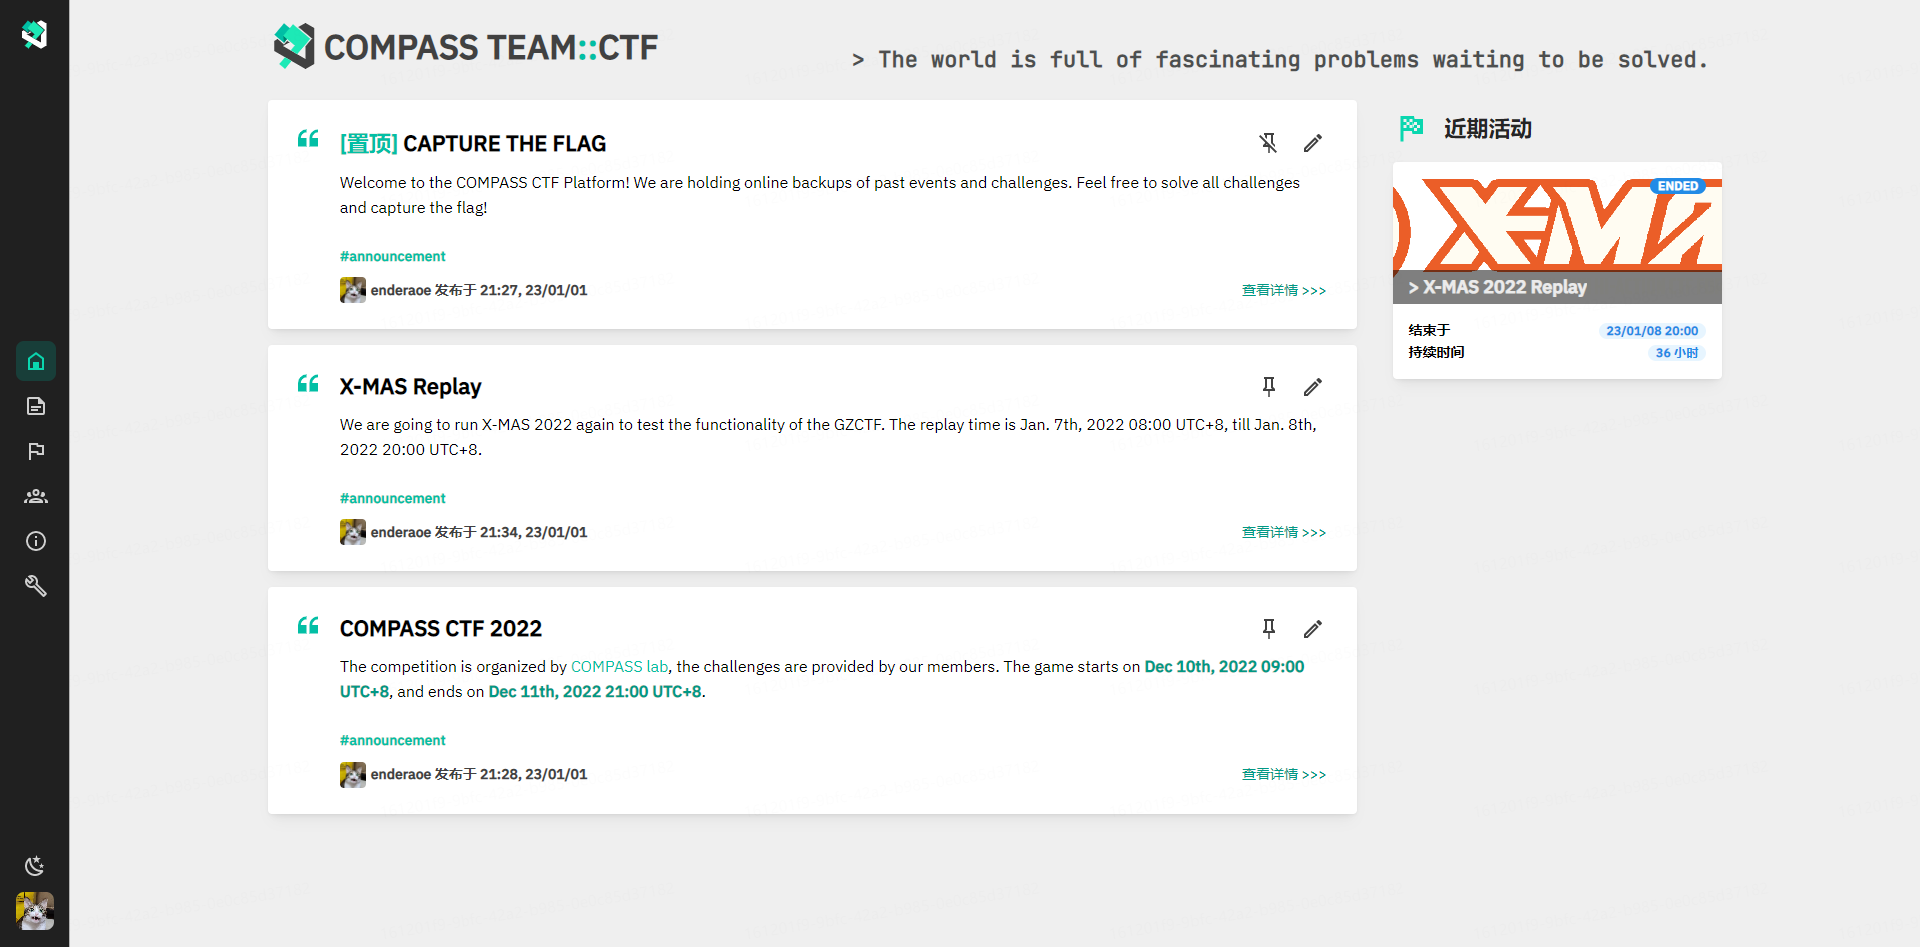 COMPASS TEAM::CTF
> The world is full of fascinating problems waiting to be solved.
[置顶] CAPTURE THE FLAG
Welcome to the COMPASS CTF Platform! We are holding online backups of past events and challenges. Feel free to solve all challenges
and capture the flag!
#announcement
enderaoe 发布于 21:27, 23/01/01
查看详情 >>>
X-MAS Replay
We are going to run X-MAS 2022 again to test the functionality of the GZCTF. The replay time is Jan. 7th, 2022 08:00 UTC+8, till Jan. 8th,
2022 20:00 UTC+8.
#announcement
enderaoe 发布于 21:34, 23/01/01
查看详情 >>>
COMPASS CTF 2022
The competition is organized by COMPASS lab, the challenges are provided by our members. The game starts on Dec 10th, 2022 09:00
UTC+8, and ends on Dec 11th, 2022 21:00 UTC+8.
#announcement
enderaoe 发布于 21:28, 23/01/01
查看详情 >>>
近期活动
ENDED
X-MA
> X-MAS 2022 Replay
结束于 23/01/08 20:00
持续时间 36 小时